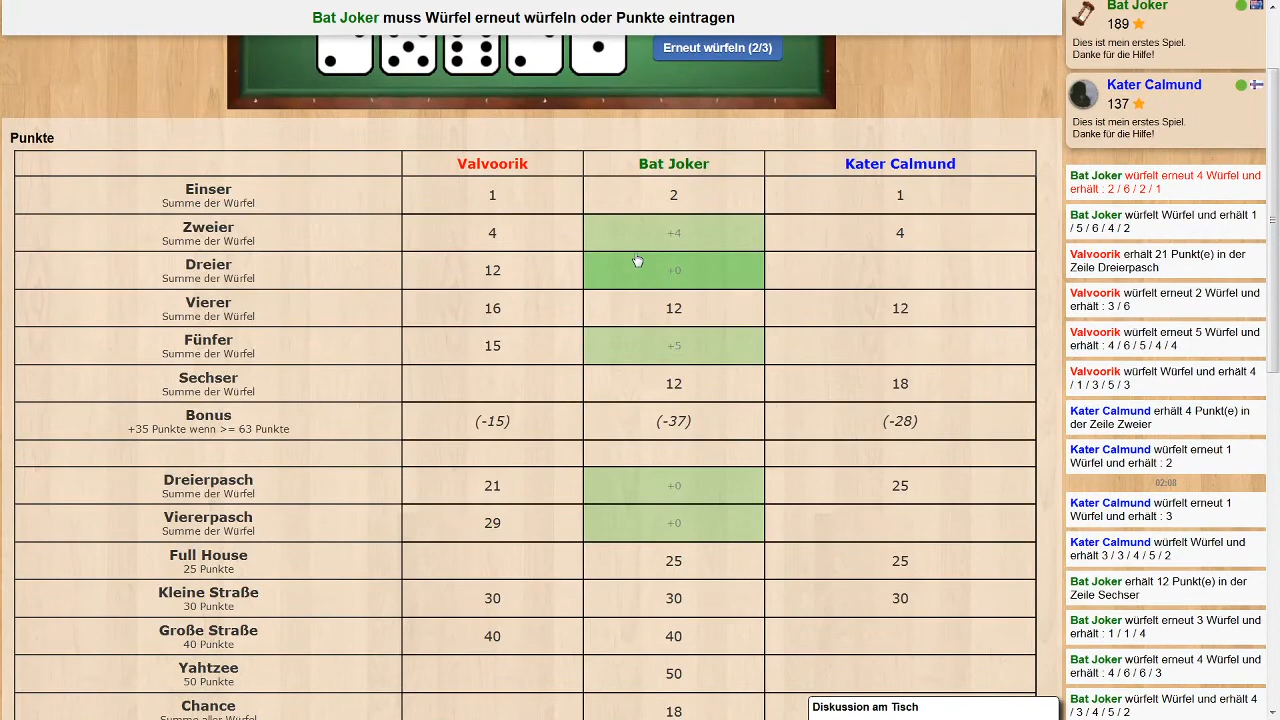 Bat Joker muss Würfel erneut würfeln oder Punkte eintragen
Erneut würfeln (2/3)
Punkte
Valvoorik Bat Joker Kater Calmund
Einser 1 2 1
Summe der Würfel
Zweier 4 +4 4
Summe der Würfel
Dreier 12 +0
Summe der Würfel
Vierer 16 12 12
Summe der Würfel
Fünfer 15 +5
Summe der Würfel
Sechser 12 18
Summe der Würfel
Bonus (-15) (-37) (-28)
+35 Punkte wenn >= 63 Punkte
Dreierpasch 21 +0 25
Summe der Würfel
Viererpasch 29 +0
Summe der Würfel
Full House 25 25
25 Punkte
Kleine Straße 30 30 30
30 Punkte
Große Straße 40 40
40 Punkte
Yahtzee 50
50 Punkte
Chance 18
Summe aller Würfel
Diskussion am Tisch
Bat Joker
189
Dies ist mein erstes Spiel.
Danke für die Hilfe!
Kater Calmund
137
Dies ist mein erstes Spiel.
Danke für die Hilfe!
Bat Joker würfelt erneut 4 Würfel und
erhält : 2 / 6 / 2 / 1
Bat Joker würfelt Würfel und erhält 1
/ 5 / 6 / 4 / 2
Valvoorik erhält 21 Punkt(e) in der
Zeile Dreierpasch
Valvoorik würfelt erneut 2 Würfel und
erhält : 3 / 6
Valvoorik würfelt erneut 5 Würfel und
erhält : 4 / 6 / 5 / 4 / 4
Valvoorik würfelt Würfel und erhält 4
/ 1 / 3 / 5 / 3
Kater Calmund erhält 4 Punkt(e) in
der Zeile Zweier
Kater Calmund würfelt erneut 1
Würfel und erhält : 2
02:08
Kater Calmund würfelt erneut 1
Würfel und erhält : 3
Kater Calmund würfelt Würfel und
erhält 3 / 3 / 4 / 5 / 2
Bat Joker erhält 12 Punkt(e) in der
Zeile Sechser
Bat Joker würfelt erneut 3 Würfel und
erhält : 1 / 1 / 4
Bat Joker würfelt erneut 4 Würfel und
erhält : 4 / 6 / 6 / 3
Bat Joker würfelt Würfel und erhält 4
/ 3 / 4 / 5 / 2